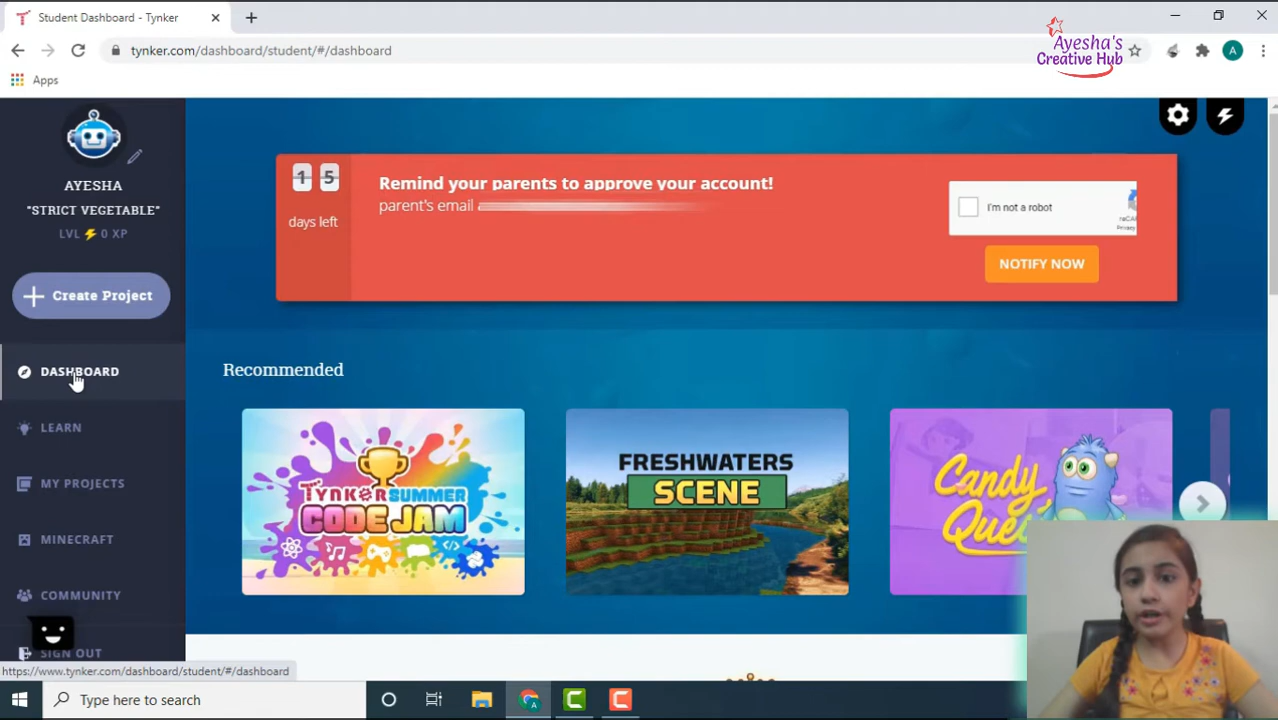 Student Dashboard - Tynker
tynker.com/dashboard/student/#/dashboard
Ayesha's
Creative Hub
A
Apps
AYESHA
"STRICT VEGETABLE"
LVL 0 XP
Create Project
DASHBOARD
LEARN
MY PROJECTS
MINECRAFT
COMMUNITY
SIGN OUT
1 5
days left
Remind your parents to approve your account!
parent's email
I'm not a robot
NOTIFY NOW
Recommended
TYNKER SUMMER
CODE JAM
FRESHWATERS
SCENE
Candy
https://www.tynker.com/dashboard/student/#/dashboard
Type here to search